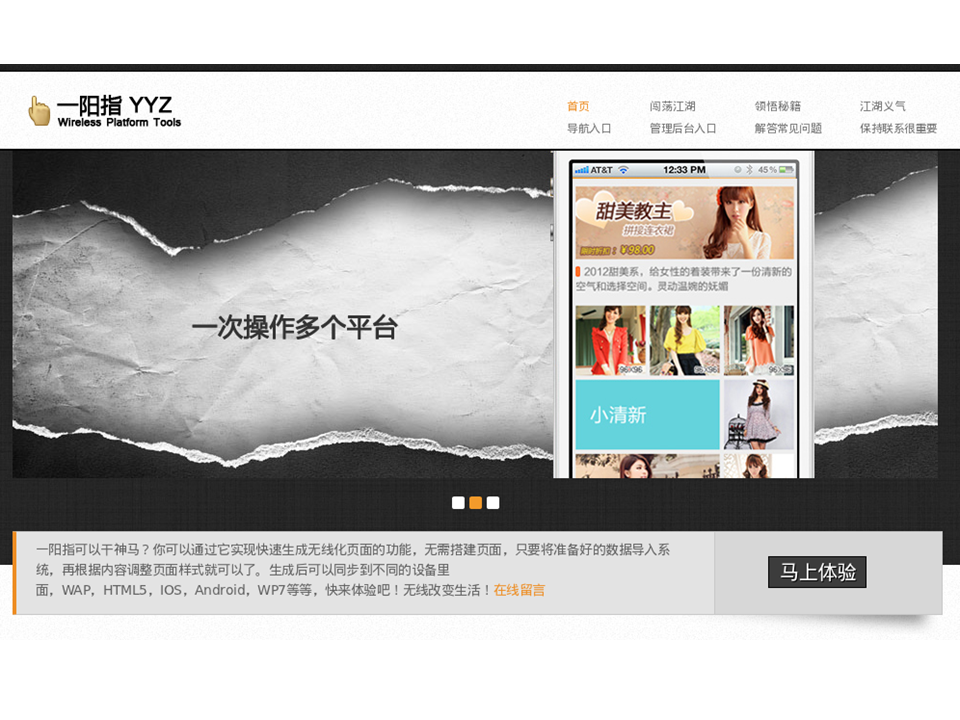 一阳指 YYZ
Wireless Platform Tools
首页 闯荡江湖 领悟秘籍 江湖义气
导航入口 管理后台入口 解答常见问题 保持联系很重要
AT&T 12:33 PM 45%
甜美教主
拼接连衣裙
限时折扣：￥98.00
2012甜美系，给女性的着装带来了一份清新的
空气和选择空间。灵动温婉的妩媚
96X96 96X96 96X96
一次操作多个平台
小清新
一阳指可以干神马？你可以通过它实现快速生成无线化页面的功能，无需搭建页面，只要将准备好的数据导入系
统，再根据内容调整页面样式就可以了。生成后可以同步到不同的设备里
面，WAP，HTML5，IOS，Android，WP7等等，快来体验吧！无线改变生活！在线留言
马上体验